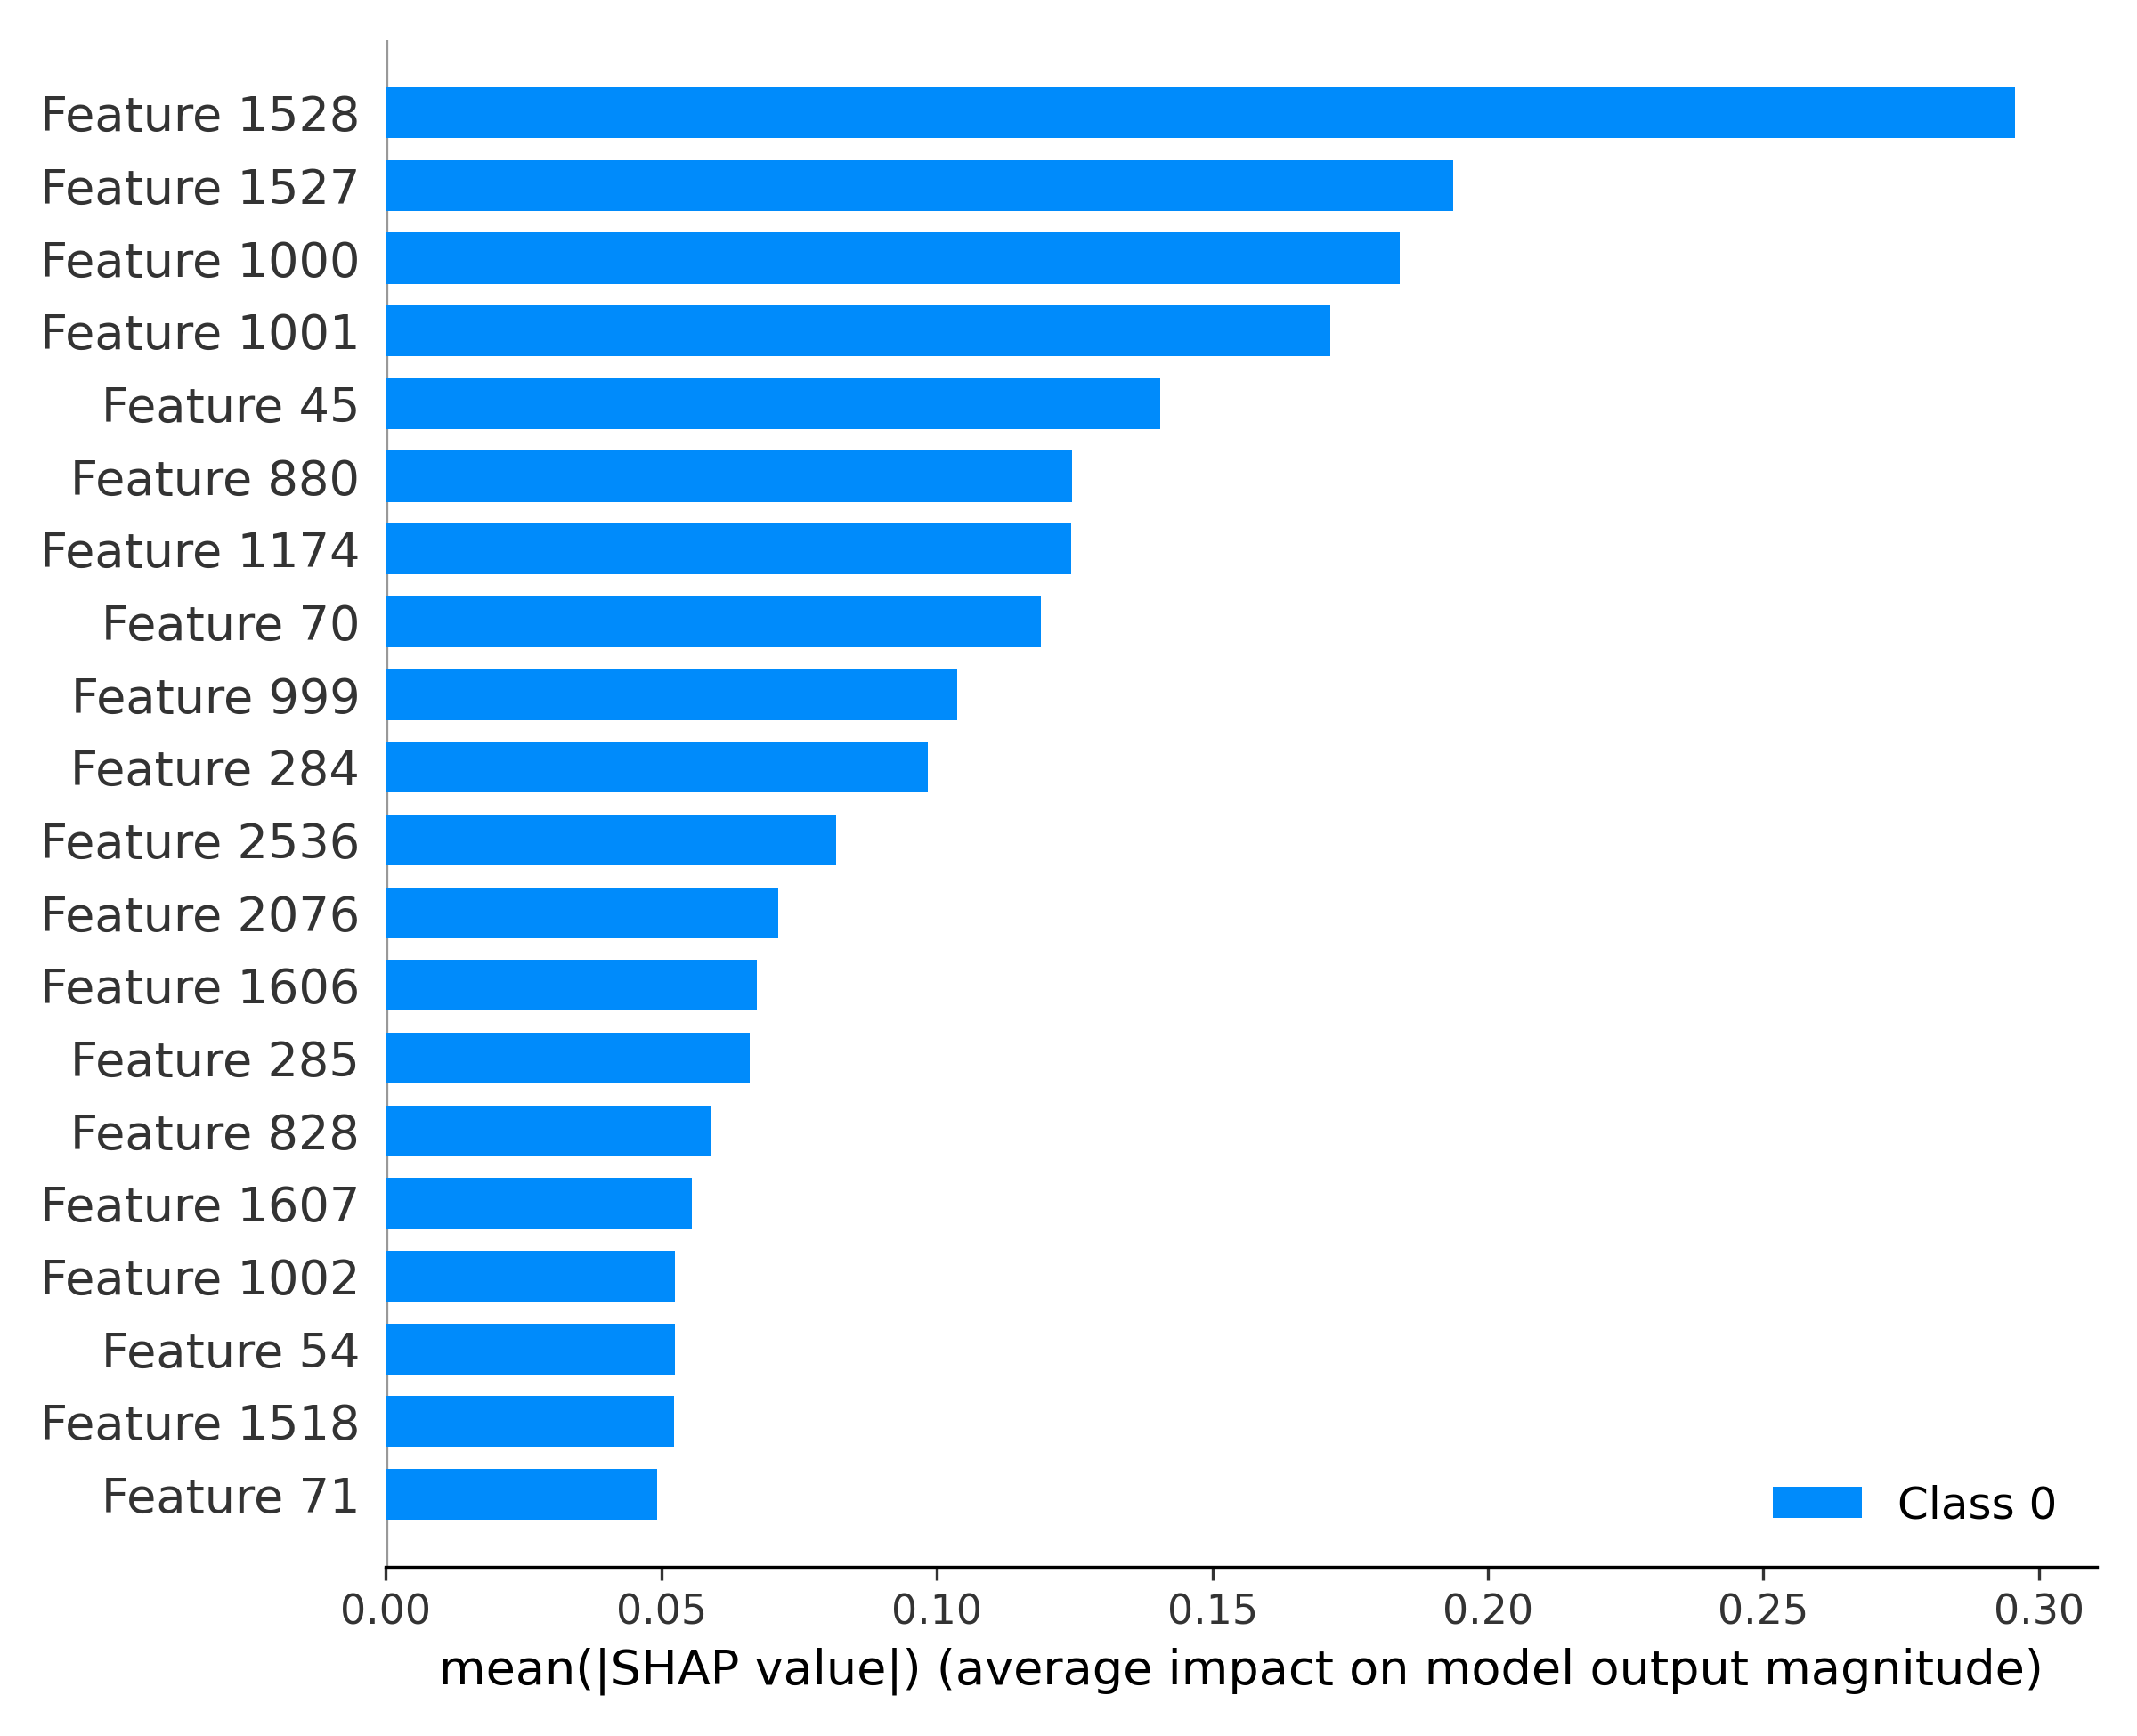 Feature 1528
Feature 1527
Feature 1000
Feature 1001
Feature 45
Feature 880
Feature 1174
Feature 70
Feature 999
Feature 284
Feature 2536
Feature 2076
Feature 1606
Feature 285
Feature 828
Feature 1607
Feature 1002
Feature 54
Feature 1518
Feature 71
Class 0
0.00 0.05 0.10 0.15 0.20 0.25 0.30
mean(|SHAP value|) (average impact on model output magnitude)